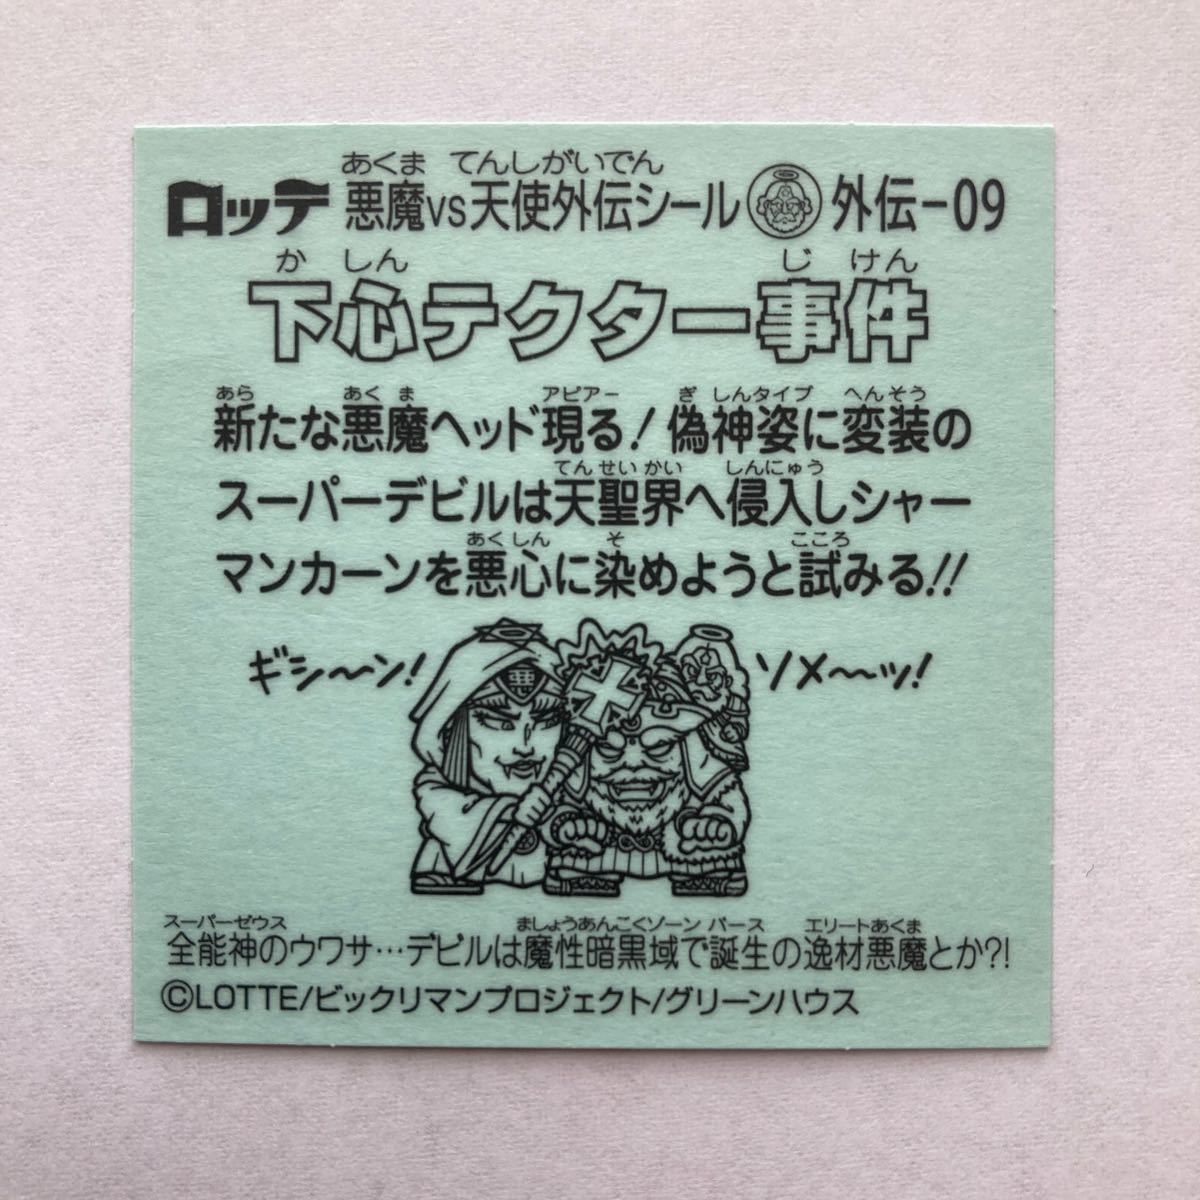 あくま てんしがいでん
ロッテ 悪魔VS天使外伝シール 外伝-09
かしん じけん
下心テクター事件
あら あくま アピアー ぎしんタイプ へんそう
新たな悪魔ヘッド現る!偽神姿に変装の
てんせいかい しんにゅう
スーパーデビルは天聖界へ侵入しシャー
あくしん そ こころ
マンカーンを悪心に染めようと試みる!!
ギシ〜〜ン! ソメ〜〜ッ!
悪
スーパーゼウス ましょうあんこくゾーン バース エリートあくま
全能神のウワサ…デビルは魔性暗黒域で誕生の逸材悪魔とか?!
©LOTTE/ビックリマンプロジェクト/グリーンハウス